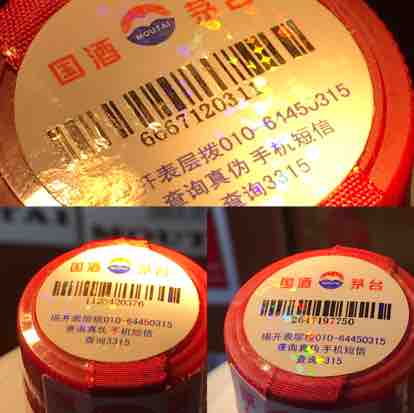 国酒 MOUTAI 茅台
6667120311
开表层拨010-64450315
查询真伪 手机短信
查询3315
国酒 茅台
1125420376
揭开表层拨010-64450315
查询真伪 手机短信
查询3315
国酒 茅台
2647197750
揭开表层拨010-64450315
查询真伪 手机短信
查询3315